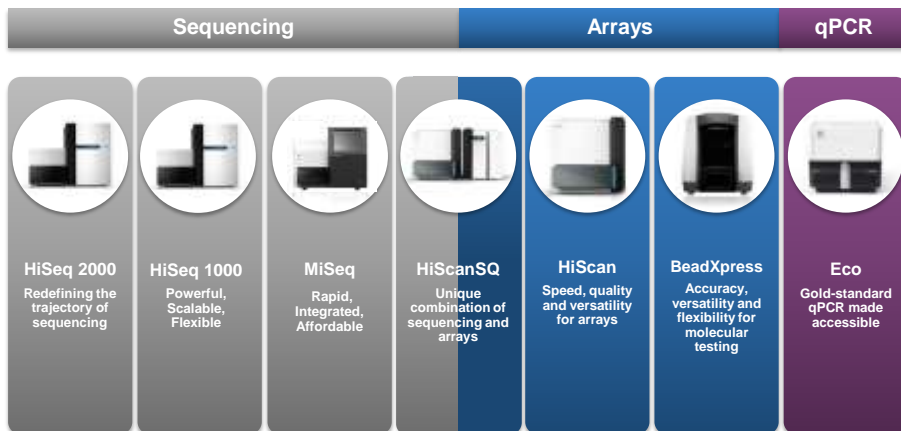 Sequencing
Arrays
qPCR
HiSeq 2000
Redefining the
trajectory of
sequencing
HiSeq 1000
Powerful,
Scalable,
Flexible
MiSeq
Rapid,
Integrated,
Affordable
HiScanSQ
Unique
combination of
sequencing and
arrays
HiScan
Speed, quality
and versatility
for arrays
BeadXpress
Accuracy,
versatility and
flexibility for
molecular
testing
Eco
Gold-standard
qPCR made
accessible